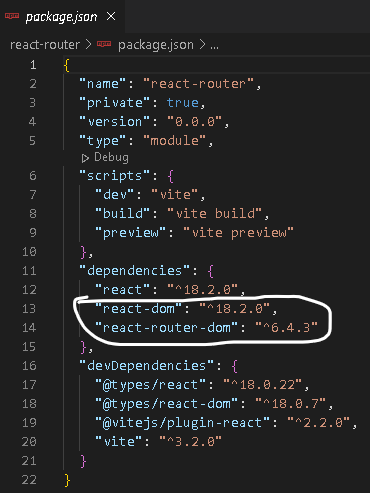 package.json ×
react-router > package.json > ...
1 {
2 "name": "react-router",
3 "private": true,
4 "version": "0.0.0",
5 "type": "module",
Debug
6 "scripts": {
7 "dev": "vite",
8 "build": "vite build",
9 "preview": "vite preview"
10 },
11 "dependencies": {
12 "react": "^18.2.0",
13 "react-dom": "^18.2.0",
14 "react-router-dom": "^6.4.3"
15 },
16 "devDependencies": {
17 "@types/react": "^18.0.22",
18 "@types/react-dom": "^18.0.7",
19 "@vitejs/plugin-react": "^2.2.0",
20 "vite": "^3.2.0"
21 }
22 }